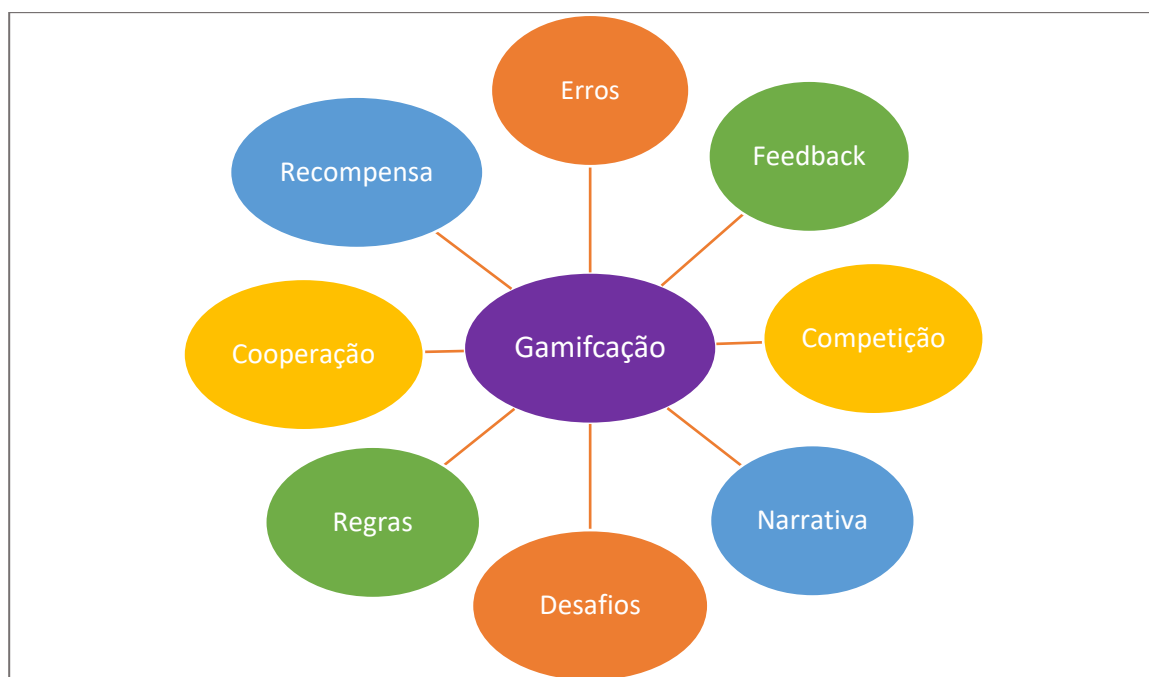 Erros
Feedback
Recompensa
Competição
Gamifcação
Cooperação
Narrativa
Regras
Desafios